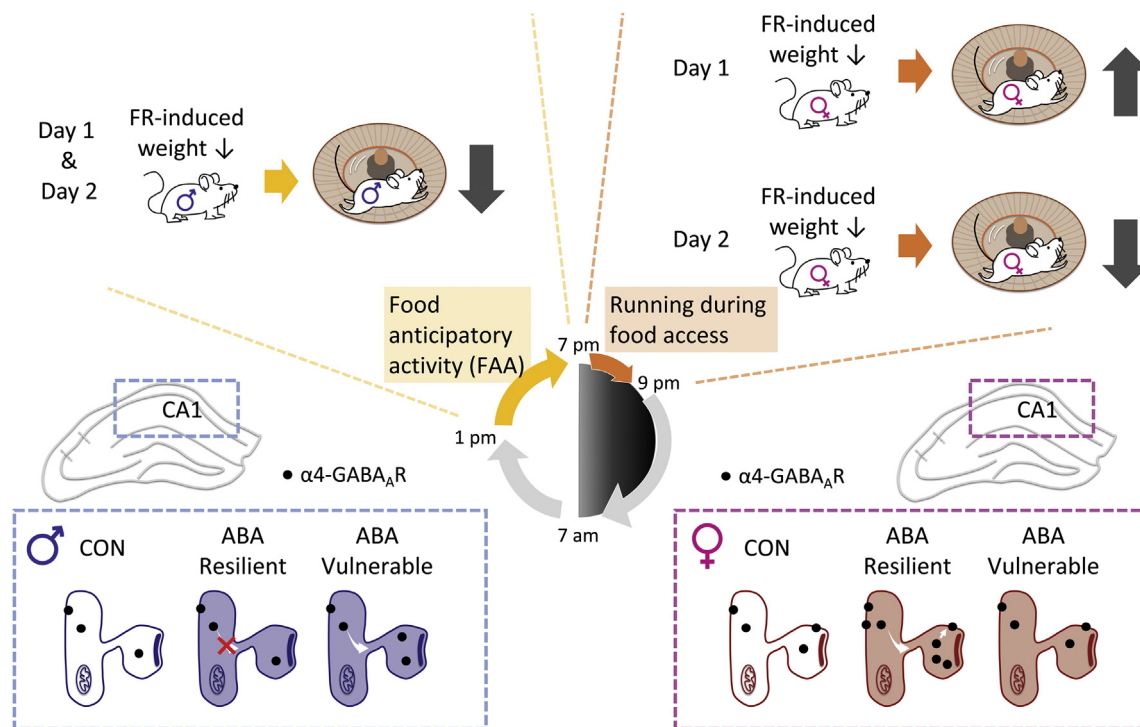 Day 1
&
Day 2
FR-induced
weight ↓
♂
♂
Day 1
FR-induced
weight ↓
♀
♀
Day 2
FR-induced
weight ↓
♀
♀
Food
anticipatory
activity (FAA)
Running during
food access
7 pm
9 pm
1 pm
7 am
CA1
α4-GABA_AR
CA1
α4-GABA_AR
♂ CON
ABA
Resilient
ABA
Vulnerable
♀ CON
ABA
Resilient
ABA
Vulnerable